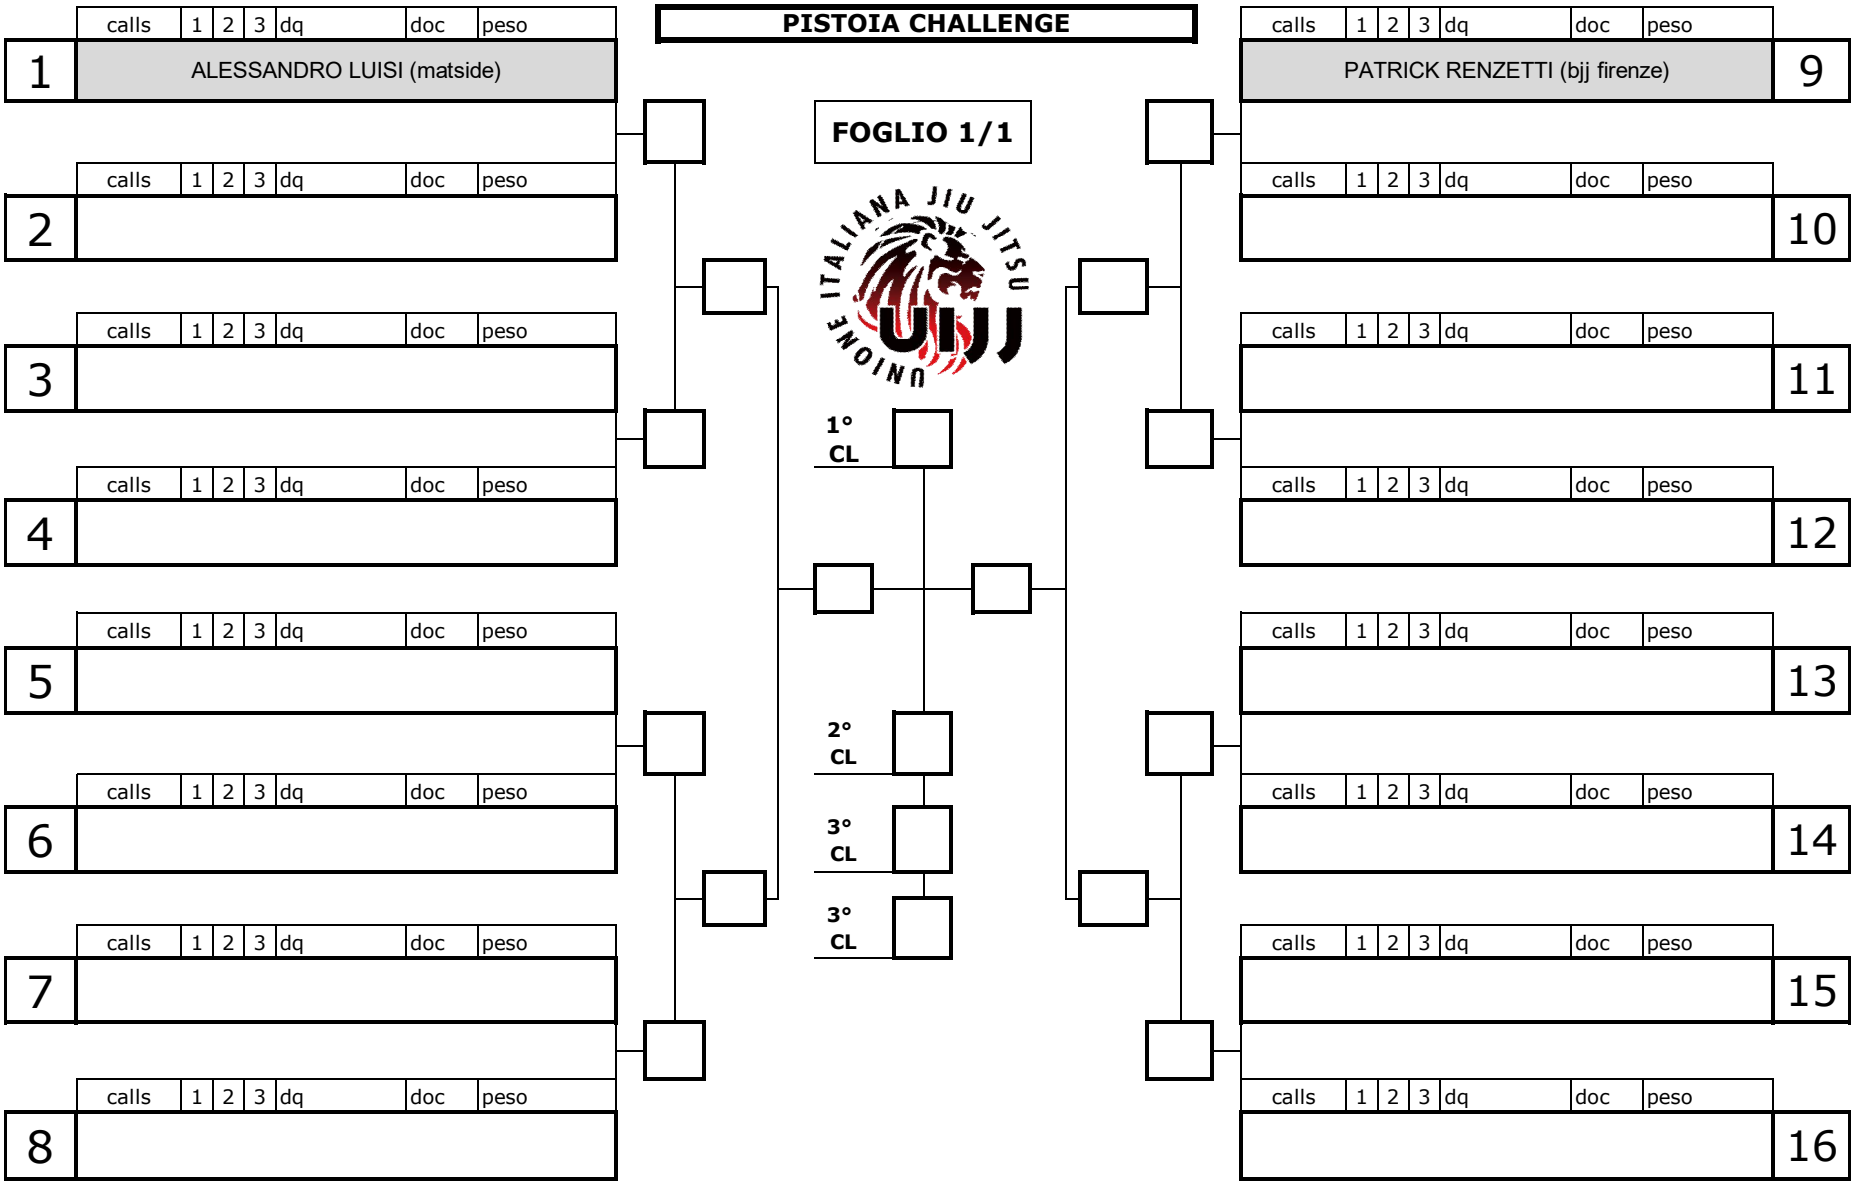 PISTOIA CHALLENGE
calls 1 2 3 dq doc peso
1 ALESSANDRO LUISI (matside)
calls 1 2 3 dq doc peso
2
calls 1 2 3 dq doc peso
3
calls 1 2 3 dq doc peso
4
calls 1 2 3 dq doc peso
5
calls 1 2 3 dq doc peso
6
calls 1 2 3 dq doc peso
7
calls 1 2 3 dq doc peso
8
FOGLIO 1/1
UNIONE ITALIANA JIU JITSU
UIJJ
1°
CL
2°
CL
3°
CL
3°
CL
calls 1 2 3 dq doc peso
PATRICK RENZETTI (bjj firenze) 9
calls 1 2 3 dq doc peso
10
calls 1 2 3 dq doc peso
11
calls 1 2 3 dq doc peso
12
calls 1 2 3 dq doc peso
13
calls 1 2 3 dq doc peso
14
calls 1 2 3 dq doc peso
15
calls 1 2 3 dq doc peso
16